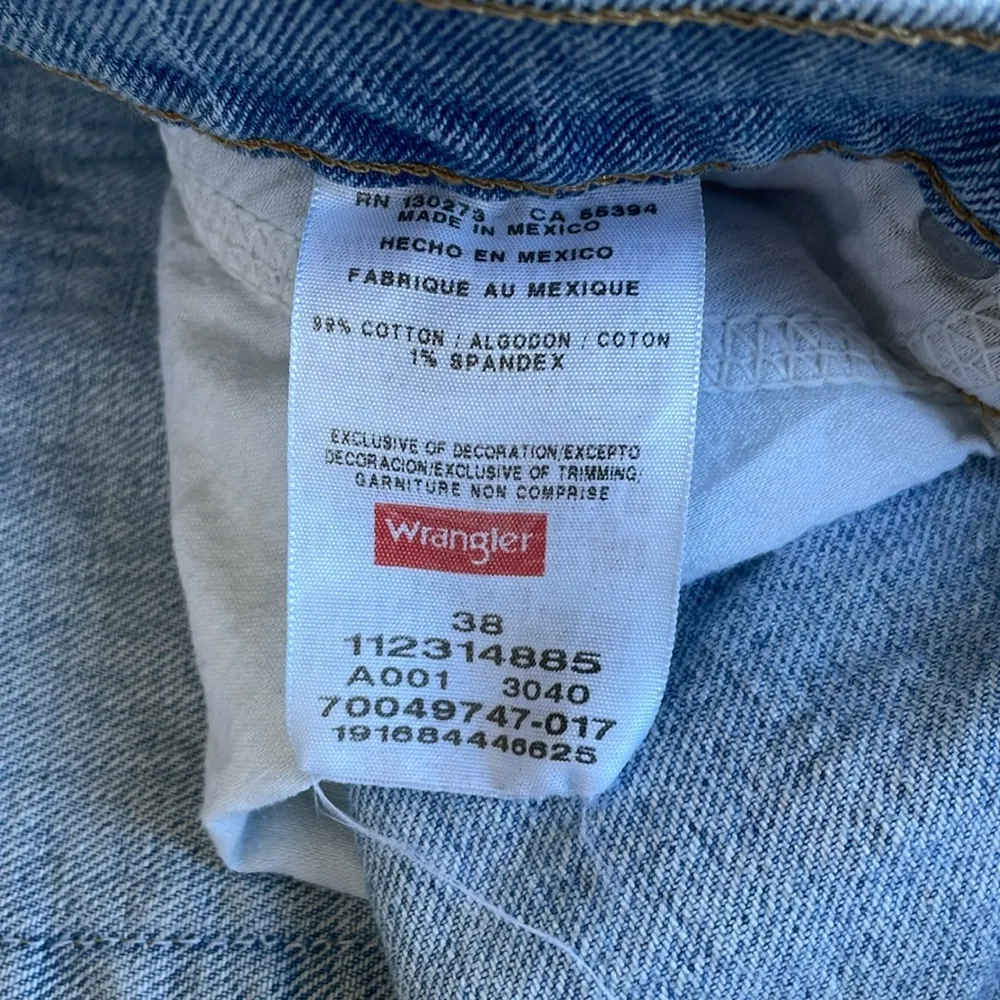 RN 130273 CA 55394
MADE IN MEXICO
HECHO EN MEXICO
FABRIQUE AU MEXIQUE
99% COTTON / ALGODON / COTON
1% SPANDEX
EXCLUSIVE OF DECORATION/EXCEPTO
DECORACION/EXCLUSIVE OF TRIMMING/
GARNITURE NON COMPRISE
Wrangler
38
112314885
A001 3040
70049747-017
191684446625